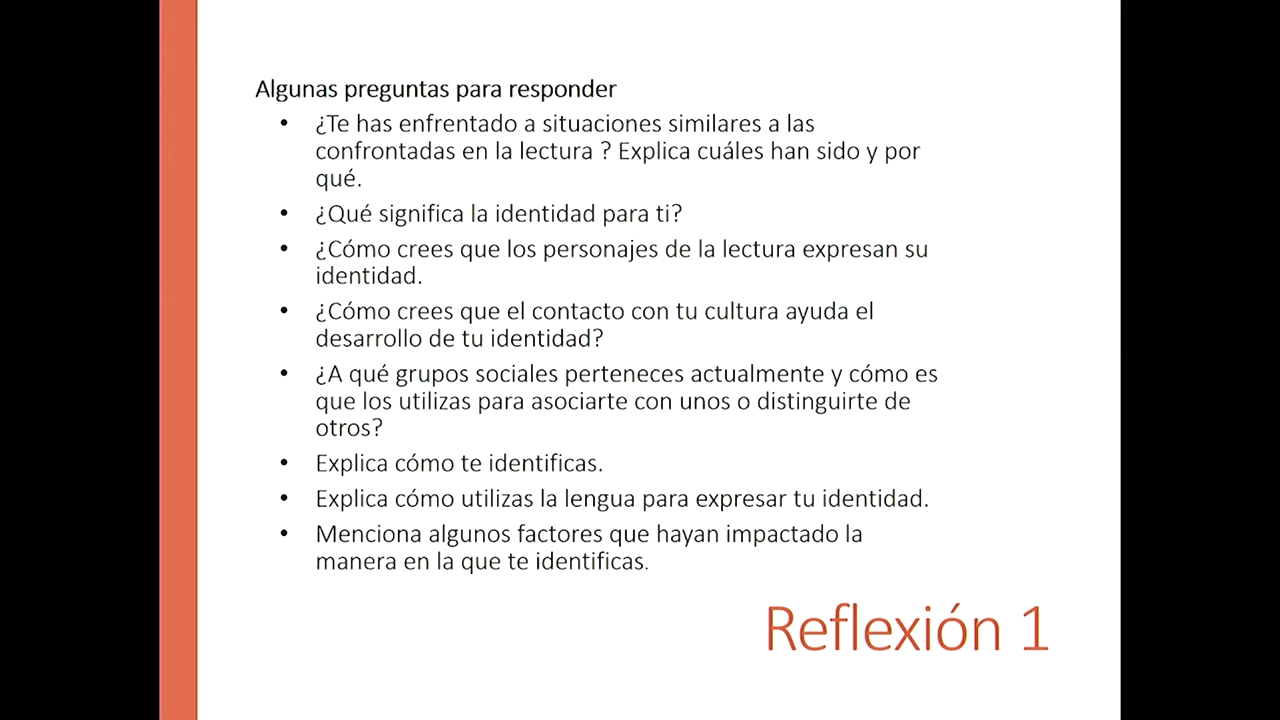 Algunas preguntas para responder
• ¿Te has enfrentado a situaciones similares a las
confrontadas en la lectura ? Explica cuáles han sido y por
qué.
• ¿Qué significa la identidad para ti?
• ¿Cómo crees que los personajes de la lectura expresan su
identidad.
• ¿Cómo crees que el contacto con tu cultura ayuda el
desarrollo de tu identidad?
• ¿A qué grupos sociales perteneces actualmente y cómo es
que los utilizas para asociarte con unos o distinguirte de
otros?
• Explica cómo te identificas.
• Explica cómo utilizas la lengua para expresar tu identidad.
• Menciona algunos factores que hayan impactado la
manera en la que te identificas.
Reflexión 1